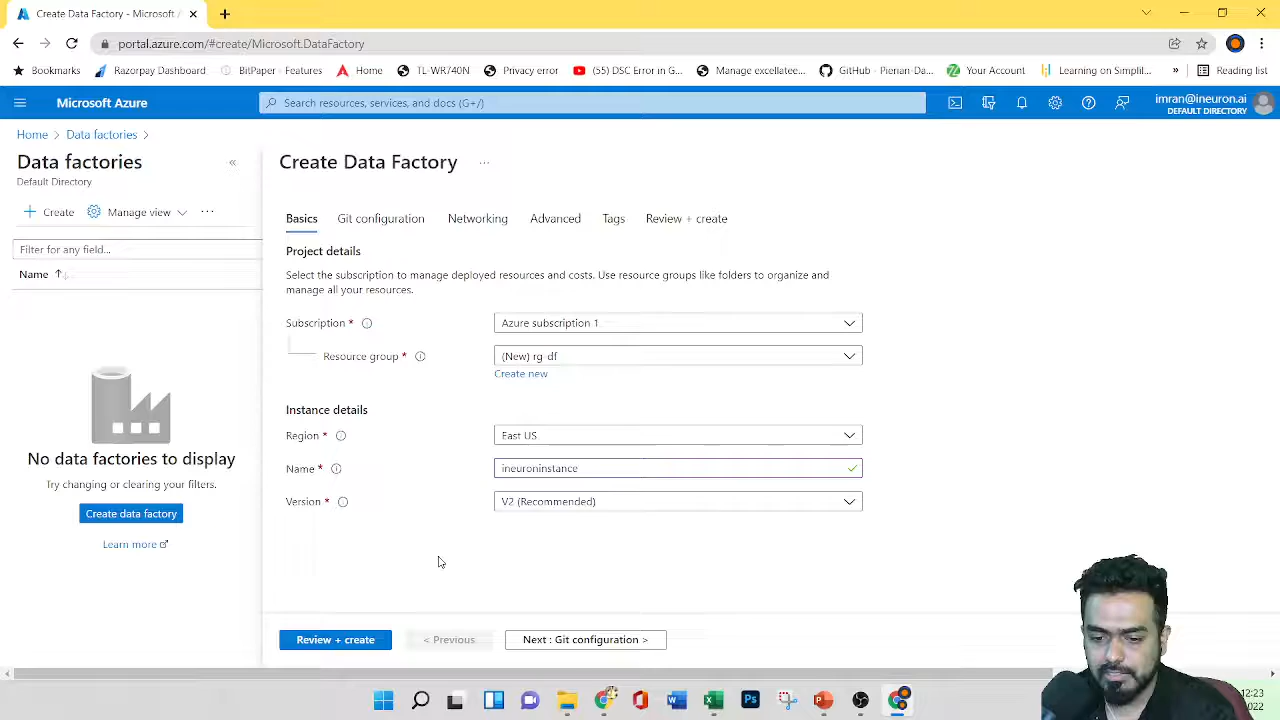 Create Data Factory - Microsoft A
portal.azure.com/#create/Microsoft.DataFactory
Bookmarks
Razorpay Dashboard
BitPaper - Features
Home
TL-WR740N
Privacy error
(55) DSC Error in G...
Manage excellstee...
GitHub - Pierian-Da...
Your Account
Learning on Simplil...
»
Reading list
Microsoft Azure
Search resources, services, and docs (G+/)
imran@ineuron.ai
DEFAULT DIRECTORY
Home > Data factories >
Data factories
«
Default Directory
Create
Manage view
...
Filter for any field...
Name ↑↓
No data factories to display
Try changing or clearing your filters.
Create data factory
Learn more
Create Data Factory
...
Basics
Git configuration
Networking
Advanced
Tags
Review + create
Project details
Select the subscription to manage deployed resources and costs. Use resource groups like folders to organize and
manage all your resources.
Subscription *
Azure subscription 1
Resource group *
(New) rg df
Create new
Instance details
Region *
East US
Name *
ineuroninstance
Version *
V2 (Recommended)
Review + create
< Previous
Next : Git configuration >
12:23